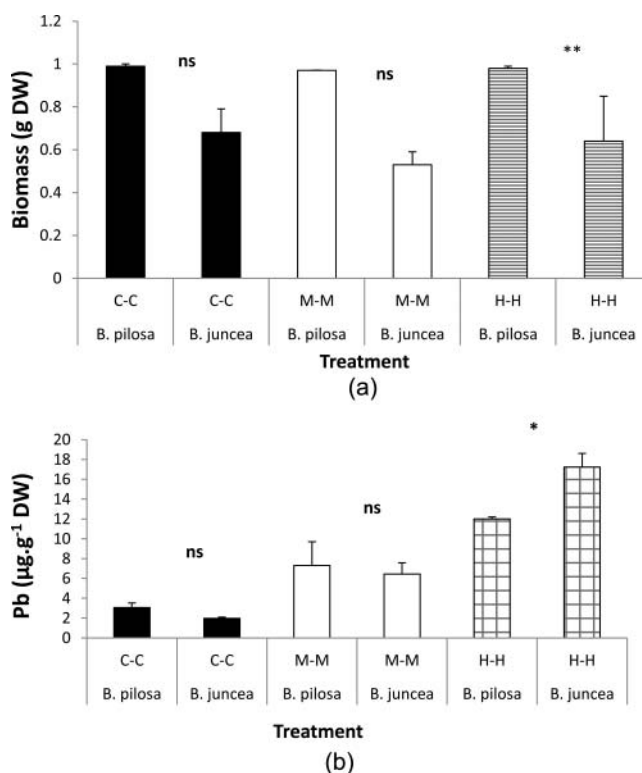 Biomass (g DW)
1.2
1
0.8
0.6
0.4
0.2
0
ns
ns
**
C-C C-C M-M M-M H-H H-H
B. pilosa B. juncea B. pilosa B. juncea B. pilosa B. juncea
Treatment
(a)
Pb (µg.g⁻¹ DW)
20
18
16
14
12
10
8
6
4
2
0
ns
ns
*
C-C C-C M-M M-M H-H H-H
B. pilosa B. juncea B. pilosa B. juncea B. pilosa B. juncea
Treatment
(b)